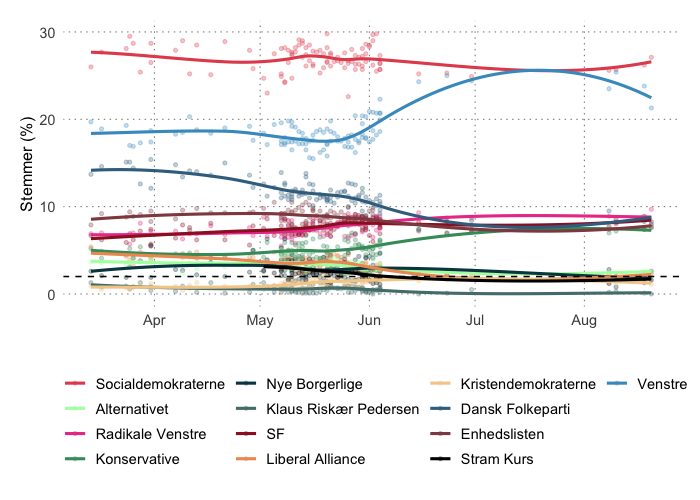 30
20
10
0
Stemmer (%)
Apr May Jun Jul Aug
Socialdemokraterne Nye Borgerlige Kristendemokraterne Venstre
Alternativet Klaus Riskær Pedersen Dansk Folkeparti
Radikale Venstre SF Enhedslisten
Konservative Liberal Alliance Stram Kurs